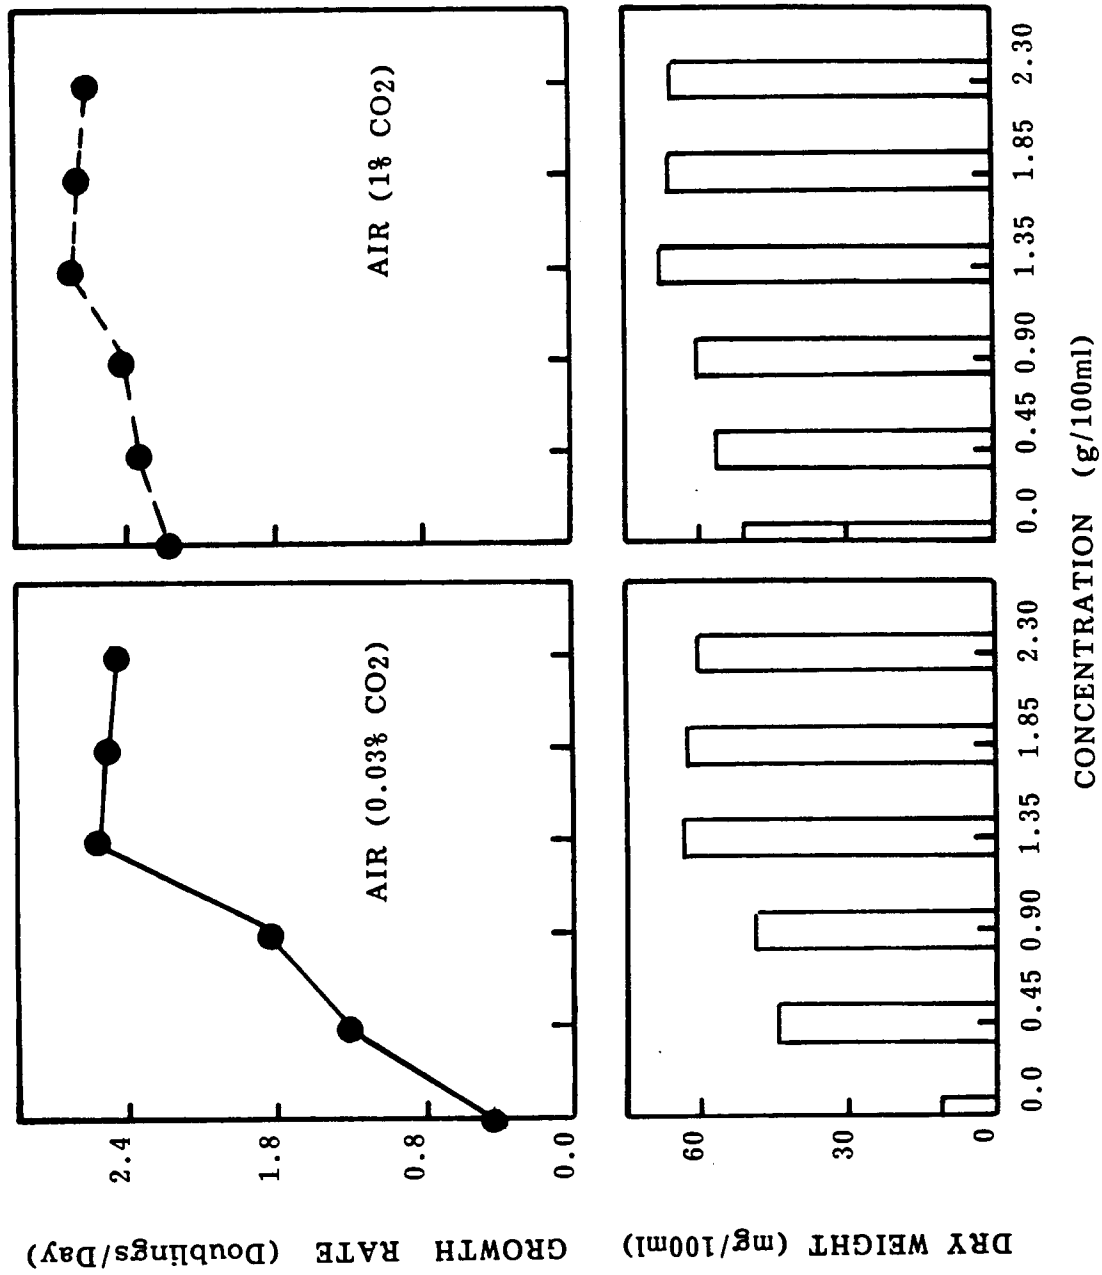 GROWTH RATE (Doublings/Day)
2.4
1.8
0.8
0.0
AIR (0.03% CO2)
AIR (1% CO2)
DRY WEIGHT (mg/100ml)
60
30
0
0.0 0.45 0.90 1.35 1.85 2.30
0.0 0.45 0.90 1.35 1.85 2.30
CONCENTRATION (g/100ml)